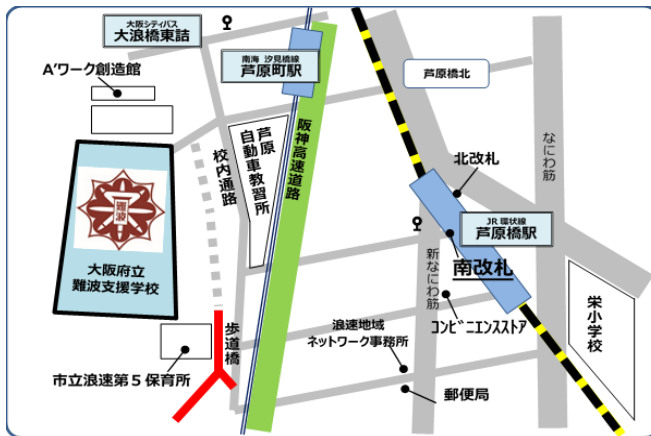 大阪シティバス
大浪橋東詰
南海 汐見橋線
芦原町駅
A'ワーク創造館
芦原橋北
芦原
自動車教習所
阪神高速道路
校内通路
なにわ筋
北改札
難波
JR 環状線
芦原橋駅
南改札
新なにわ筋
大阪府立
難波支援学校
コンビニエンスストア
栄小学校
歩道橋
浪速地域
ネットワーク事務所
市立浪速第5保育所
郵便局